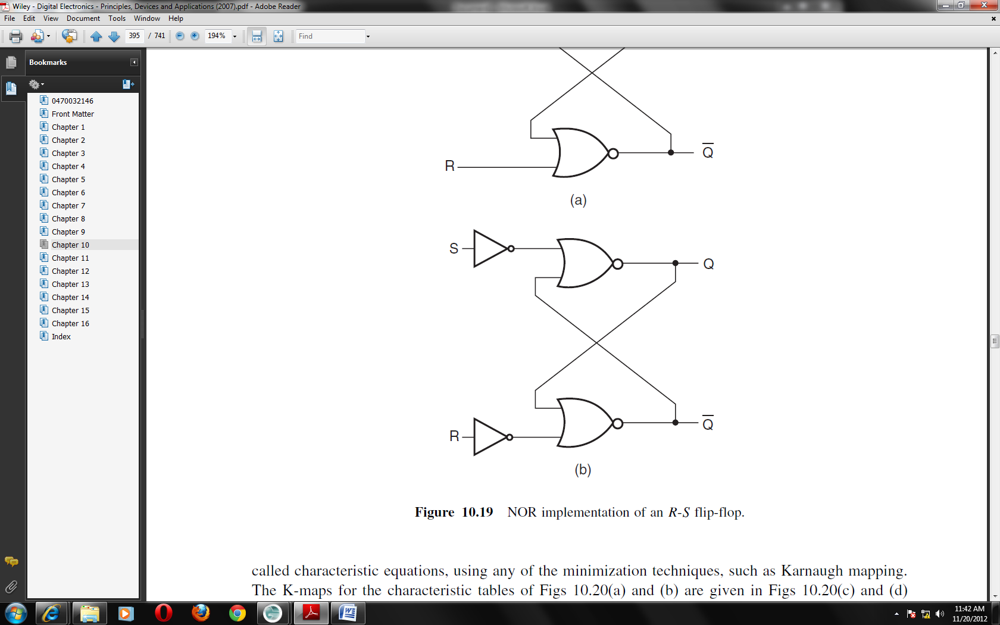 Wiley - Digital Electronics - Principles, Devices and Applications (2007).pdf - Adobe Reader
File Edit View Document Tools Window Help
395 / 741 194% Find
Bookmarks
0470032146
Front Matter
Chapter 1
Chapter 2
Chapter 3
Chapter 4
Chapter 5
Chapter 6
Chapter 7
Chapter 8
Chapter 9
Chapter 10
Chapter 11
Chapter 12
Chapter 13
Chapter 14
Chapter 15
Chapter 16
Index
Q̅
R
(a)
S
Q
R
Q̅
(b)
Figure 10.19 NOR implementation of an R-S flip-flop.
called characteristic equations, using any of the minimization techniques, such as Karnaugh mapping.
The K-maps for the characteristic tables of Figs 10.20(a) and (b) are given in Figs 10.20(c) and (d)
11:42 AM
11/20/2012